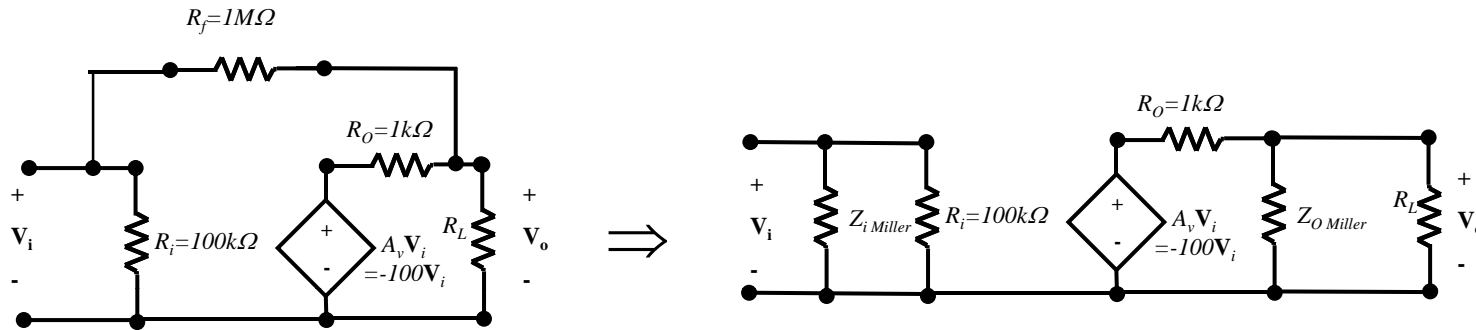 R_f=1MΩ
R_O=1kΩ
+
V_i
-
R_i=100kΩ
+
-
A_vV_i
=-100V_i
R_L
+
V_o
-
⇒
+
V_i
-
Z_i Miller
R_i=100kΩ
R_O=1kΩ
+
-
A_vV_i
=-100V_i
Z_O Miller
R_L
+
-